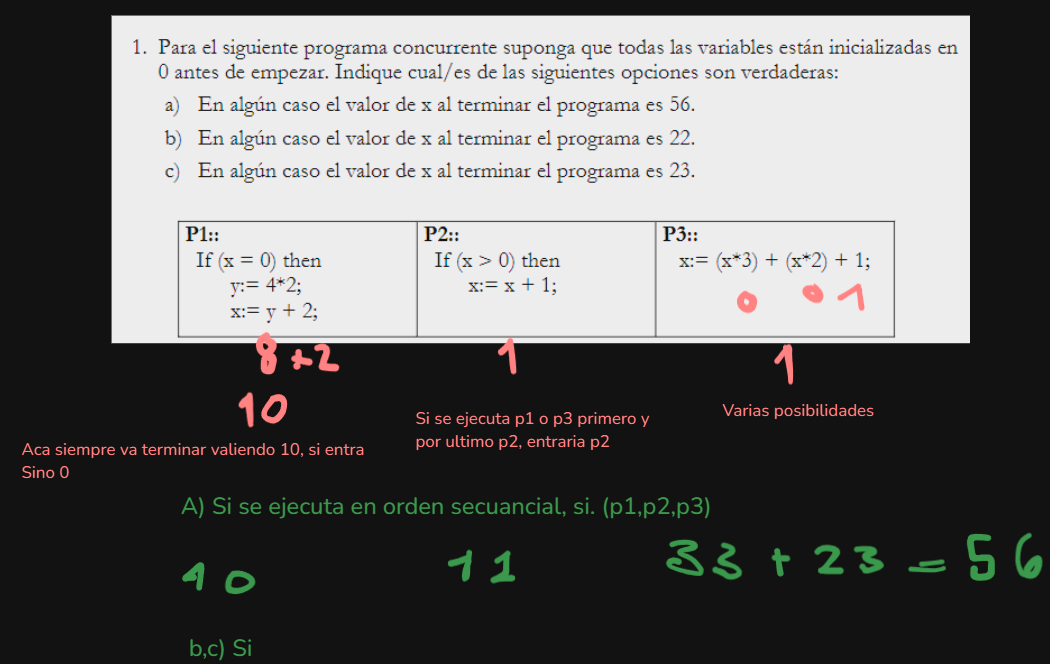 1. Para el siguiente programa concurrente suponga que todas las variables están inicializadas en
0 antes de empezar. Indique cual/es de las siguientes opciones son verdaderas:
a) En algún caso el valor de x al terminar el programa es 56.
b) En algún caso el valor de x al terminar el programa es 22.
c) En algún caso el valor de x al terminar el programa es 23.
P1::
If (x = 0) then
y:= 4*2;
x:= y + 2;
P2::
If (x > 0) then
x:= x + 1;
P3::
x:= (x*3) + (x*2) + 1;
0 0 1
8+2
10
1
1
Aca siempre va terminar valiendo 10, si entra
Sino 0
Si se ejecuta p1 o p3 primero y
por ultimo p2, entraria p2
Varias posibilidades
A) Si se ejecuta en orden secuancial, si. (p1,p2,p3)
10 11 33 + 23 = 56
b,c) Si